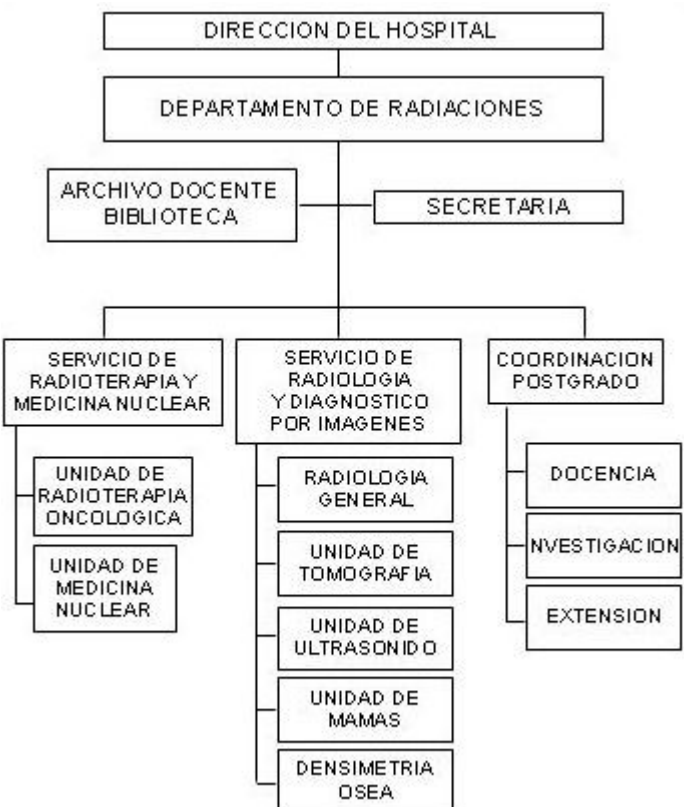 DIRECCION DEL HOSPITAL
DEPARTAMENTO DE RADIACIONES
ARCHIVO DOCENTE
BIBLIOTECA
SECRETARIA
SERVICIO DE
RADIOTERAPIA Y
MEDICINA NUCLEAR
UNIDAD DE
RADIOTERAPIA
ONCOLOGICA
UNIDAD DE
MEDICINA
NUCLEAR
SERVICIO DE
RADIOLOGIA
Y DIAGNOSTICO
POR IMAGENES
RADIOLOGIA
GENERAL
UNIDAD DE
TOMOGRAFIA
UNIDAD DE
ULTRASONIDO
UNIDAD DE
MAMAS
DENSIMETRIA
OSEA
COORDINACION
POSTGRADO
DOCENCIA
NVESTIGACION
EXTENSION